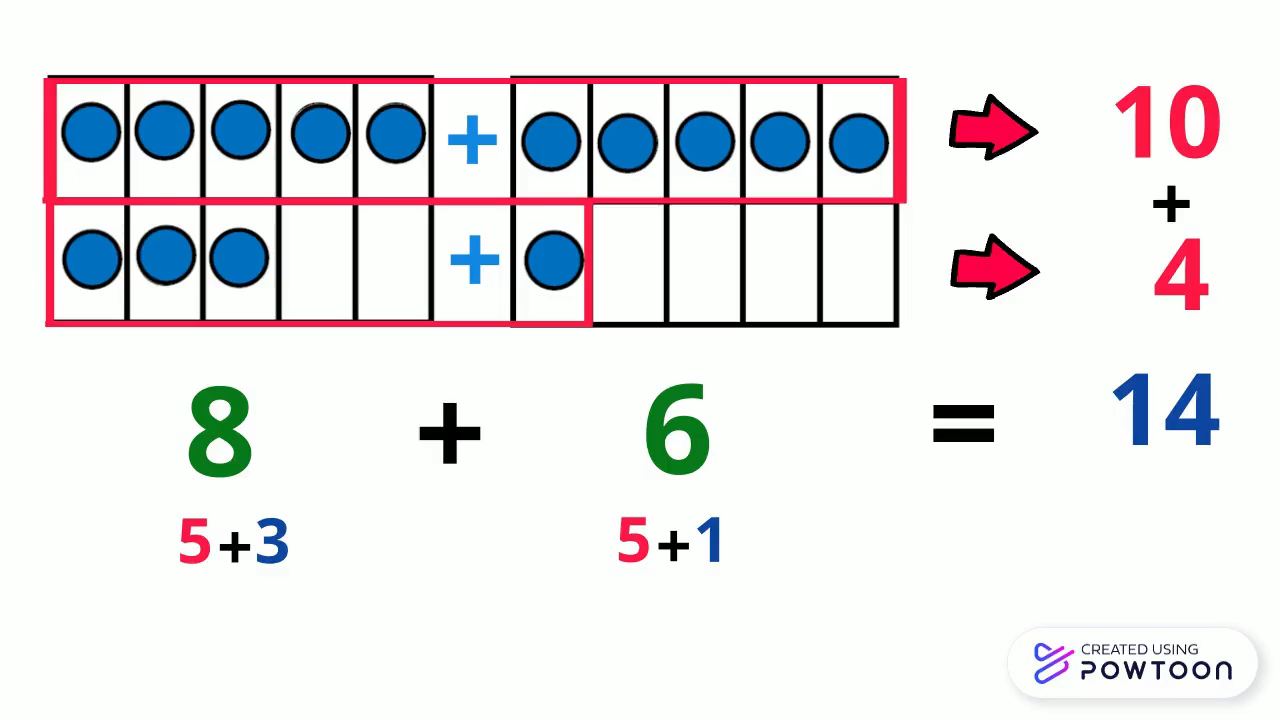 + 10
+
+ 4
8 + 6 = 14
5+3 5+1
CREATED USING
POWTOON